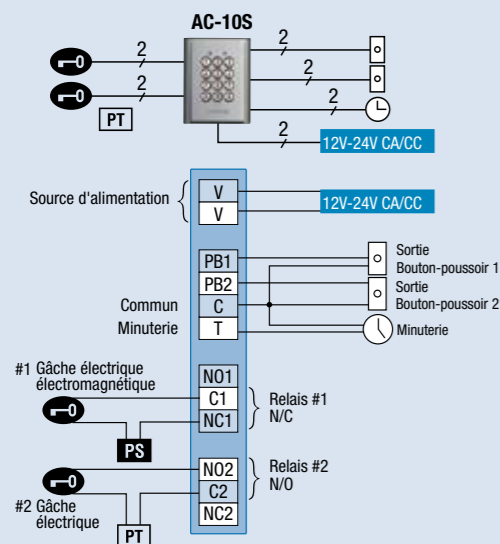 AC-10S
2
2
2
2
2
2
PT
12V-24V CA/CC
Source d'alimentation
V
V
12V-24V CA/CC
PB1
PB2
Commun
C
Minuterie
T
Sortie
Bouton-poussoir 1
Sortie
Bouton-poussoir 2
Minuterie
#1 Gâche électrique
électromagnétique
NO1
C1
NC1
Relais #1
N/C
PS
NO2
C2
NC2
Relais #2
N/O
#2 Gâche
électrique
PT